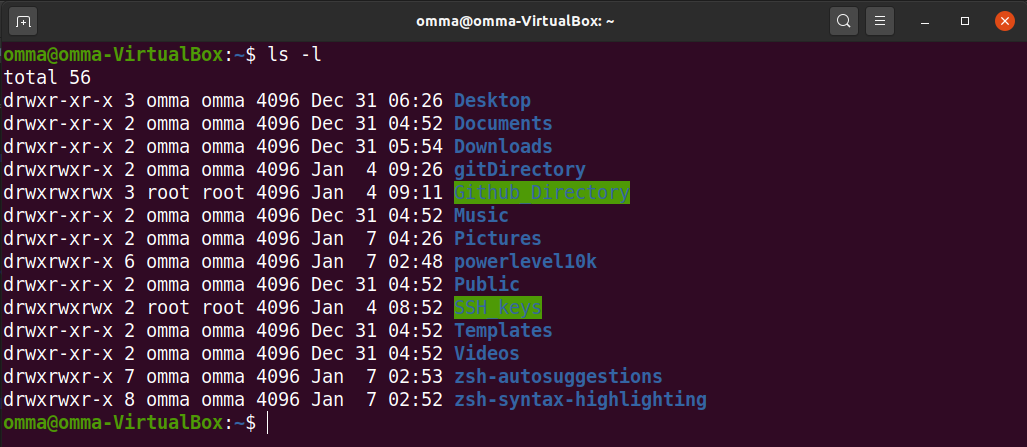 omma@omma-VirtualBox: ~
omma@omma-VirtualBox:~$ ls -l
total 56
drwxr-xr-x 3 omma omma 4096 Dec 31 06:26 Desktop
drwxr-xr-x 2 omma omma 4096 Dec 31 04:52 Documents
drwxr-xr-x 2 omma omma 4096 Dec 31 05:54 Downloads
drwxrwxr-x 2 omma omma 4096 Jan  4 09:26 gitDirectory
drwxrwxrwx 3 root root 4096 Jan  4 09:11 Github_Directory
drwxr-xr-x 2 omma omma 4096 Dec 31 04:52 Music
drwxr-xr-x 2 omma omma 4096 Jan  7 04:26 Pictures
drwxrwxr-x 6 omma omma 4096 Jan  7 02:48 powerlevel10k
drwxr-xr-x 2 omma omma 4096 Dec 31 04:52 Public
drwxrwxrwx 2 root root 4096 Jan  4 08:52 SSH_keys
drwxr-xr-x 2 omma omma 4096 Dec 31 04:52 Templates
drwxr-xr-x 2 omma omma 4096 Dec 31 04:52 Videos
drwxrwxr-x 7 omma omma 4096 Jan  7 02:53 zsh-autosuggestions
drwxrwxr-x 8 omma omma 4096 Jan  7 02:52 zsh-syntax-highlighting
omma@omma-VirtualBox:~$